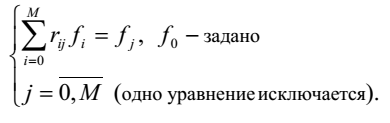 ∑_{i=0}^{M} r_{ij} f_i = f_j, f_0 − задано
j = \overline{0, M} (одно уравнение исключается).